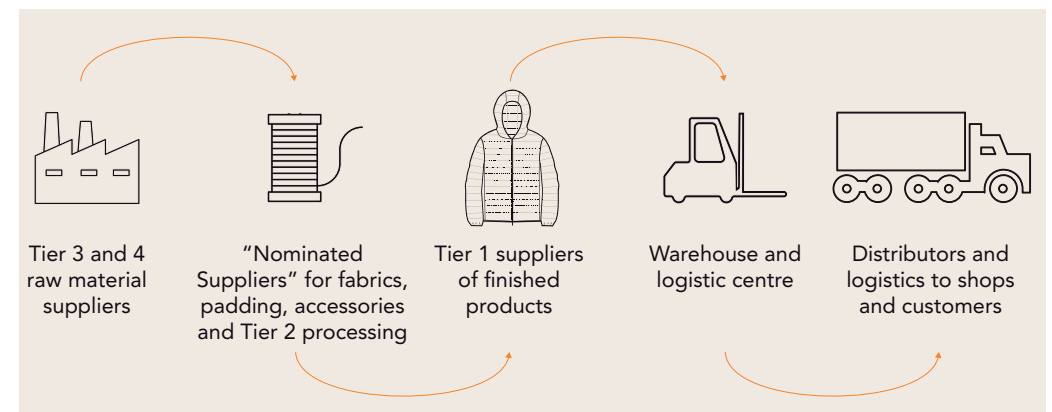 Tier 3 and 4
raw material
suppliers
“Nominated
Suppliers” for fabrics,
padding, accessories
and Tier 2 processing
Tier 1 suppliers
of finished
products
Warehouse and
logistic centre
Distributors and
logistics to shops
and customers